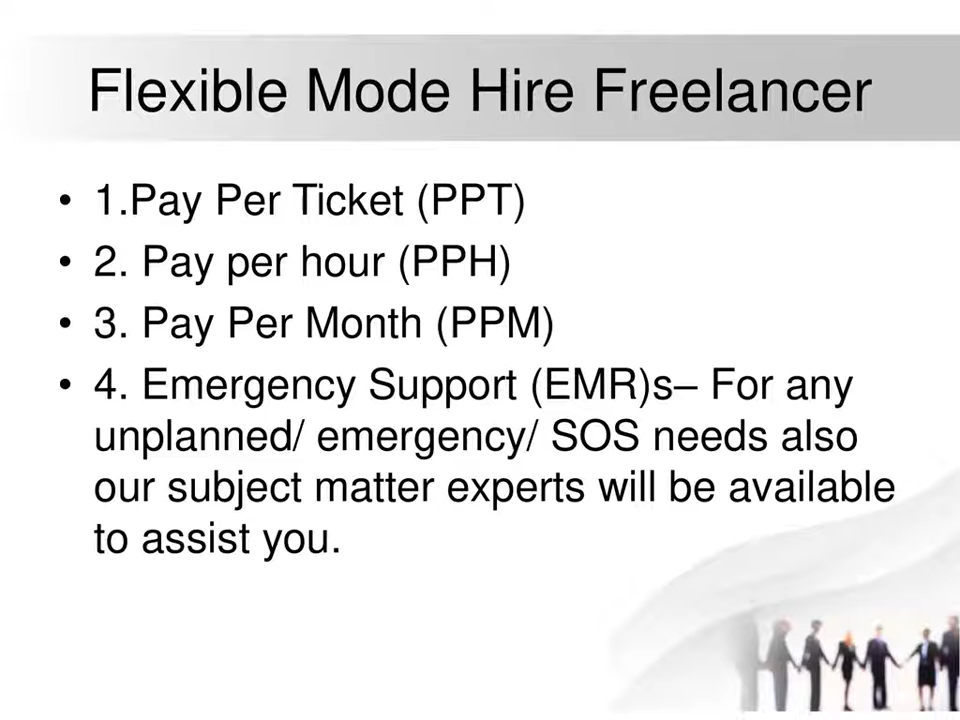 Flexible Mode Hire Freelancer
• 1.Pay Per Ticket (PPT)
• 2. Pay per hour (PPH)
• 3. Pay Per Month (PPM)
• 4. Emergency Support (EMR)s– For any
unplanned/ emergency/ SOS needs also
our subject matter experts will be available
to assist you.